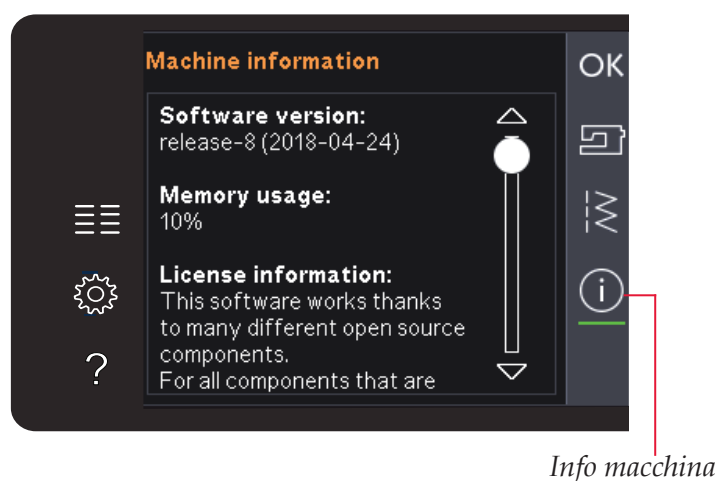 Machine information
OK
Software version:
release-8 (2018-04-24)
Memory usage:
10%
License information:
This software works thanks
to many different open source
components.
For all components that are
?
i
Info macchina